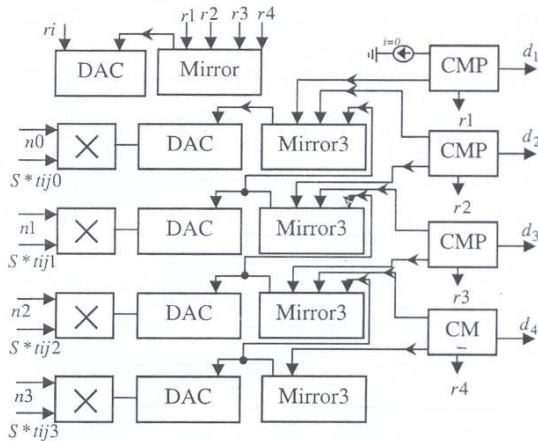 ri
r1 r2 r3 r4
DAC
Mirror
i=0
CMP
d1
r1
n0
S*tij0
DAC
Mirror3
CMP
d2
r2
n1
S*tij1
DAC
Mirror3
CMP
d3
r3
n2
S*tij2
DAC
Mirror3
CM
d4
r4
n3
S*tij3
DAC
Mirror3